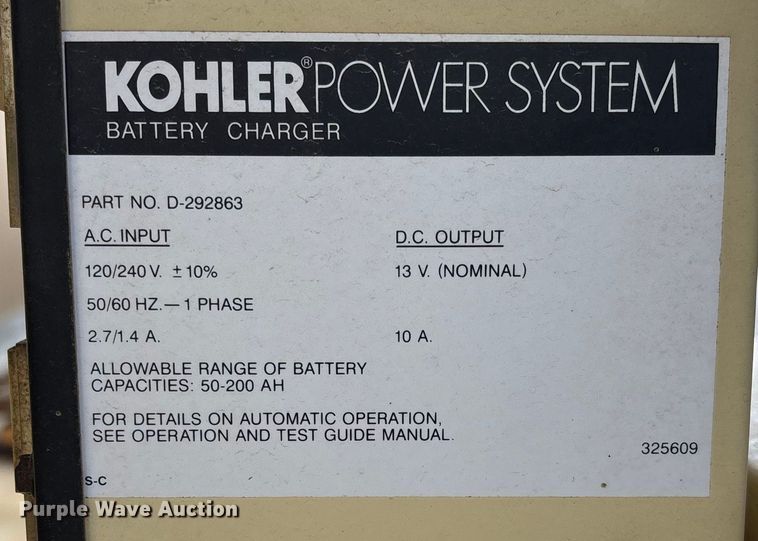 KOHLER® POWER SYSTEM
BATTERY CHARGER
PART NO. D-292863
A.C. INPUT D.C. OUTPUT
120/240 V. ±10% 13 V. (NOMINAL)
50/60 HZ.—1 PHASE
2.7/1.4 A. 10 A.
ALLOWABLE RANGE OF BATTERY
CAPACITIES: 50-200 AH
FOR DETAILS ON AUTOMATIC OPERATION,
SEE OPERATION AND TEST GUIDE MANUAL.
325609
S-C
Purple Wave Auction